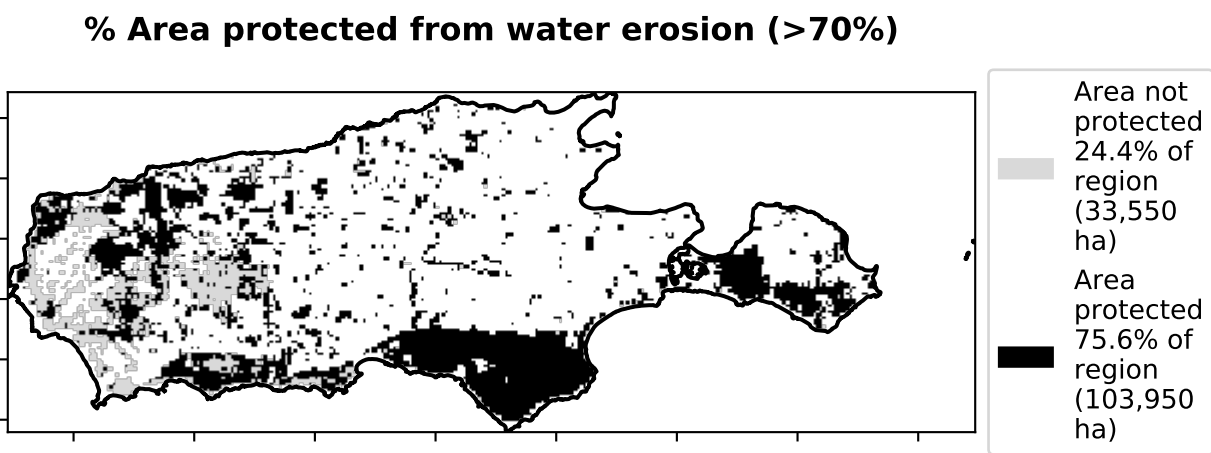 % Area protected from water erosion (>70%)
Area not
protected
24.4% of
region
(33,550
ha)
Area
protected
75.6% of
region
(103,950
ha)